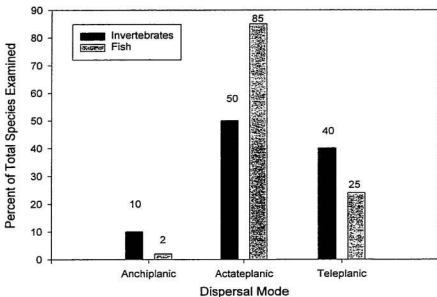 Percent of Total Species Examined
90
80
70
60
50
40
30
20
10
0
Invertebrates
Fish
10
2
50
85
40
25
Anchiplanic
Actateplanic
Teleplanic
Dispersal Mode